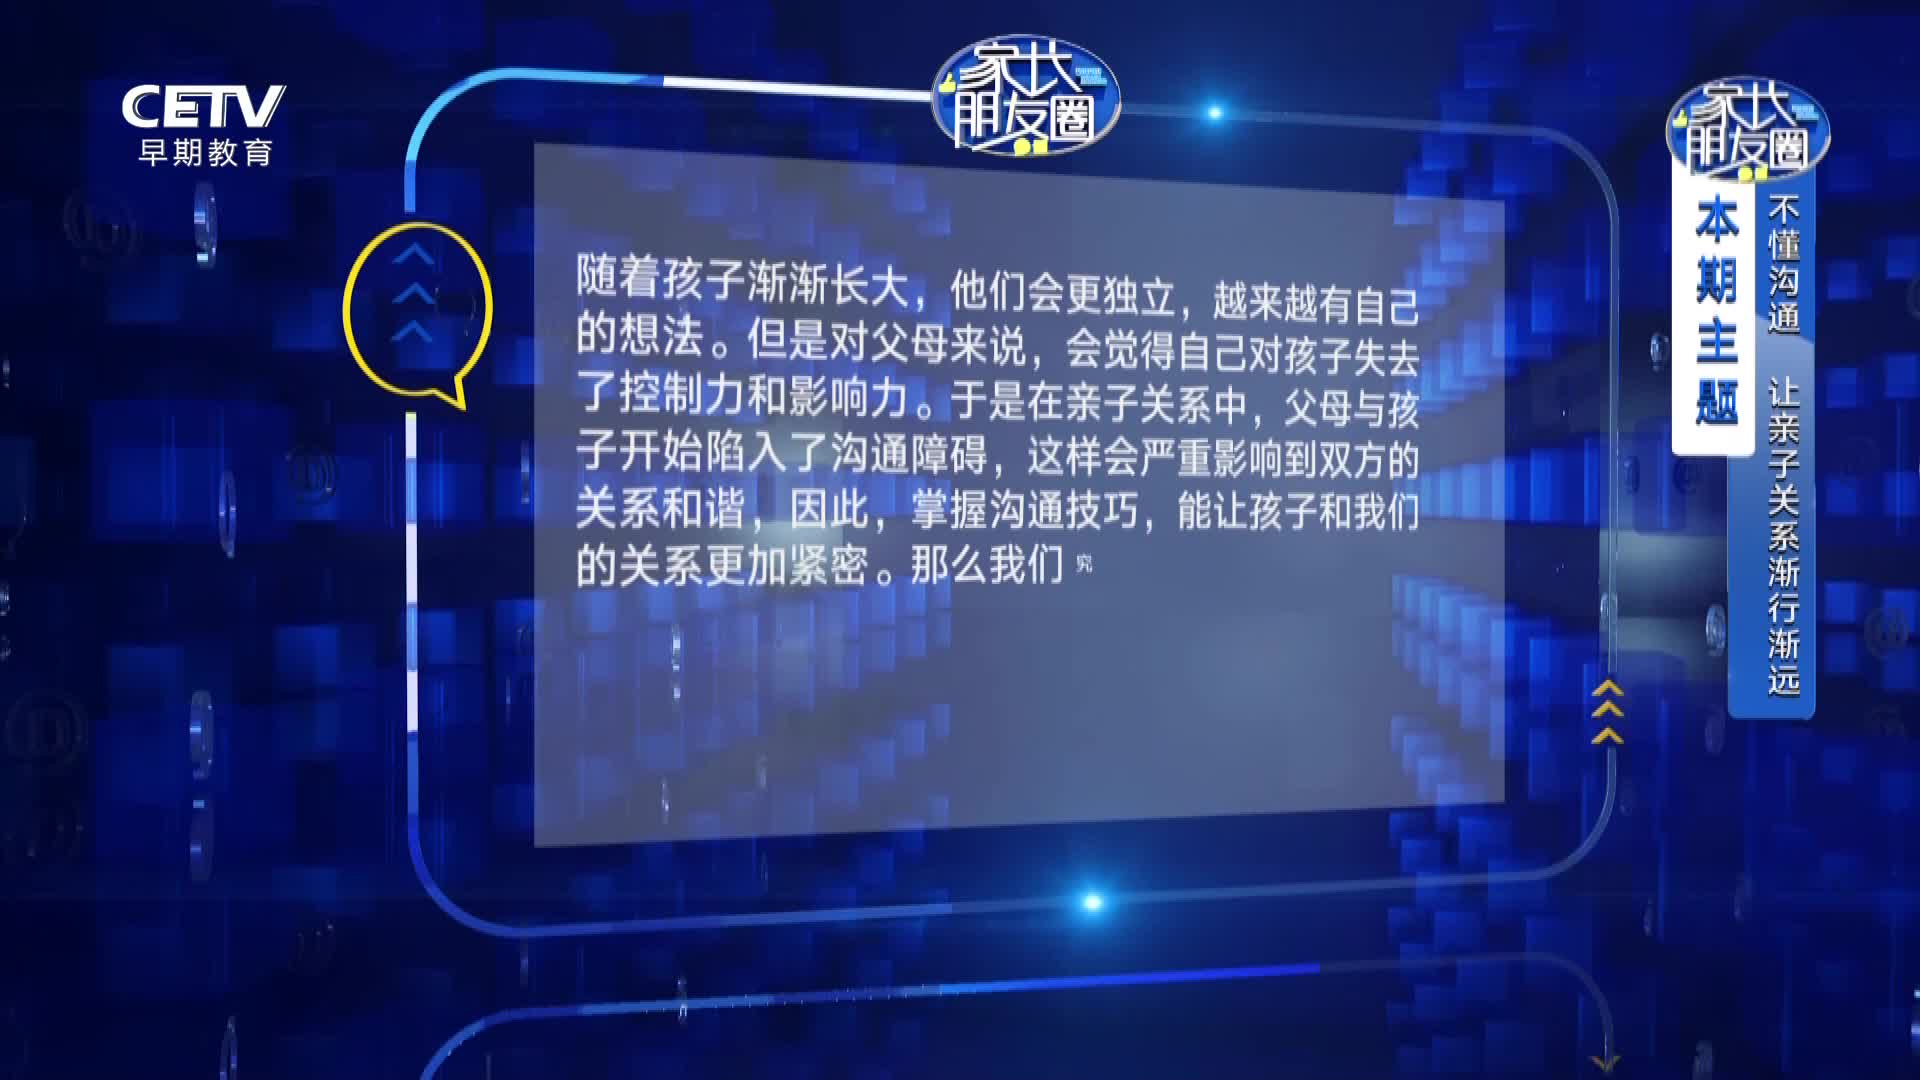 CETV
早期教育
家长
朋友圈
随着孩子渐渐长大，他们会更独立，越来越有自己
的想法。但是对父母来说，会觉得自己对孩子失去
了控制力和影响力。于是在亲子关系中，父母与孩
子开始陷入了沟通障碍，这样会严重影响到双方的
关系和谐，因此，掌握沟通技巧，能让孩子和我们
的关系更加紧密。那么我们究
家长
朋友圈
本期主题
不懂沟通 让亲子关系渐行渐远